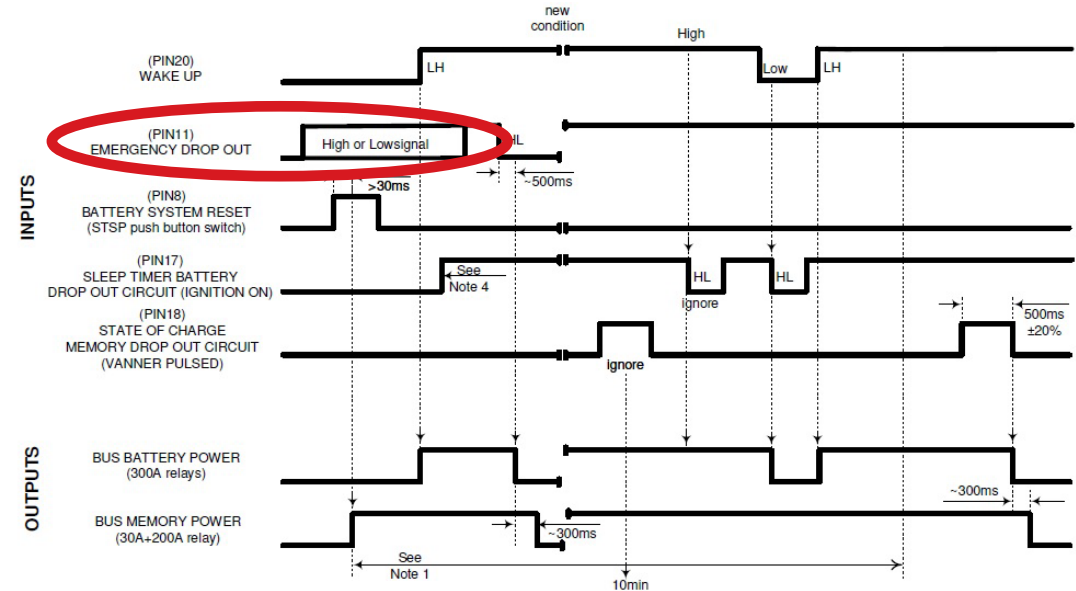 new
condition
(PIN20)
WAKE UP
LH
High
Low
LH
(PIN11)
EMERGENCY DROP OUT
High or Lowsignal
HL
~500ms
>30ms
INPUTS
(PIN8)
BATTERY SYSTEM RESET
(STSP push button switch)
(PIN17)
SLEEP TIMER BATTERY
DROP OUT CIRCUIT (IGNITION ON)
See
Note 4
HL
HL
ignore
(PIN18)
STATE OF CHARGE
MEMORY DROP OUT CIRCUIT
(VANNER PULSED)
ignore
500ms
±20%
OUTPUTS
BUS BATTERY POWER
(300A relays)
~300ms
BUS MEMORY POWER
(30A+200A relay)
~300ms
See
Note 1
10min